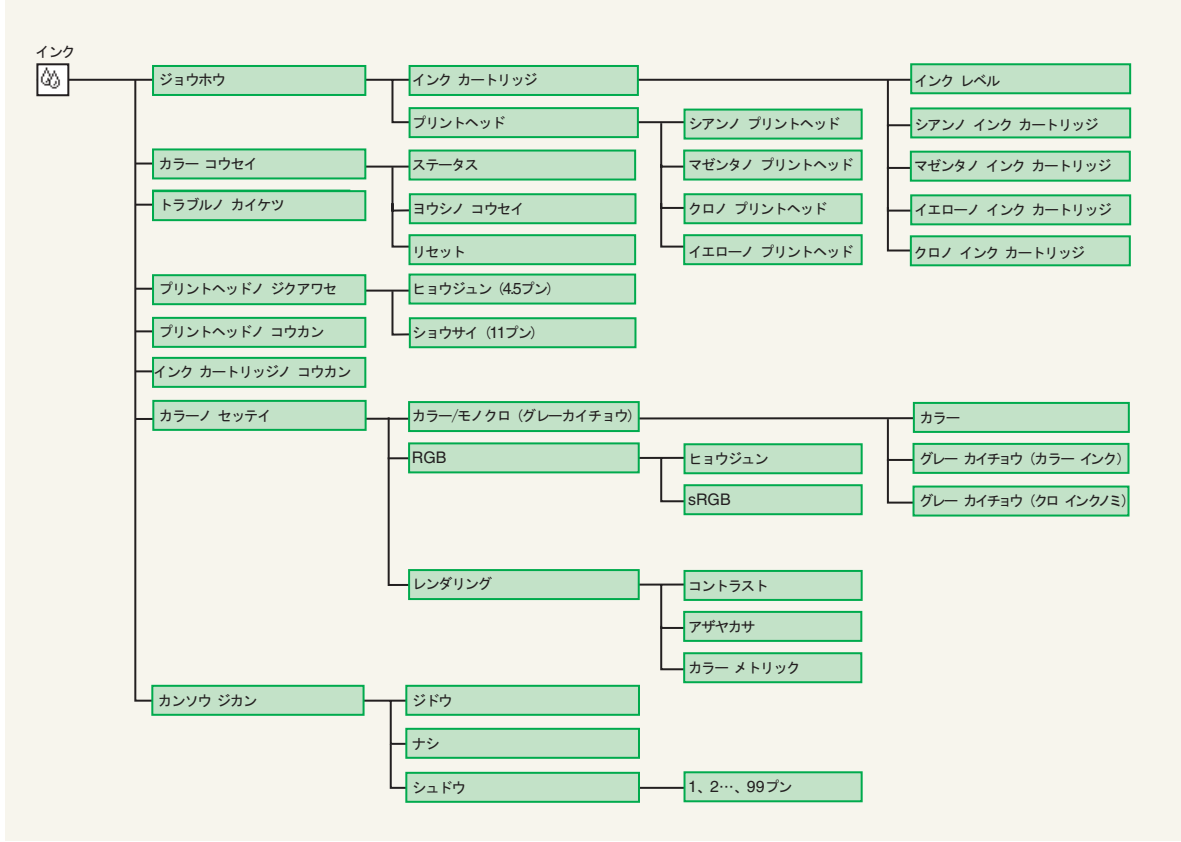 インク
ジョウホウ
インク カートリッジ
インク レベル
シアンノ インク カートリッジ
マゼンタノ インク カートリッジ
イエローノ インク カートリッジ
クロノ インク カートリッジ
プリントヘッド
シアンノ プリントヘッド
マゼンタノ プリントヘッド
クロノ プリントヘッド
イエローノ プリントヘッド
カラー コウセイ
ステータス
ヨウシノ コウセイ
リセット
トラブルノ カイケツ
プリントヘッドノ ジクアワセ
ヒョウジュン (4.5プン)
ショウサイ (11プン)
プリントヘッドノ コウカン
インク カートリッジノ コウカン
カラーノ セッテイ
カラー/モノクロ (グレーカイチョウ)
カラー
グレー カイチョウ (カラー インク)
グレー カイチョウ (クロ インクノミ)
RGB
ヒョウジュン
sRGB
レンダリング
コントラスト
アザヤカサ
カラー メトリック
カンソウ ジカン
ジドウ
ナシ
シュドウ
1、2…、99プン